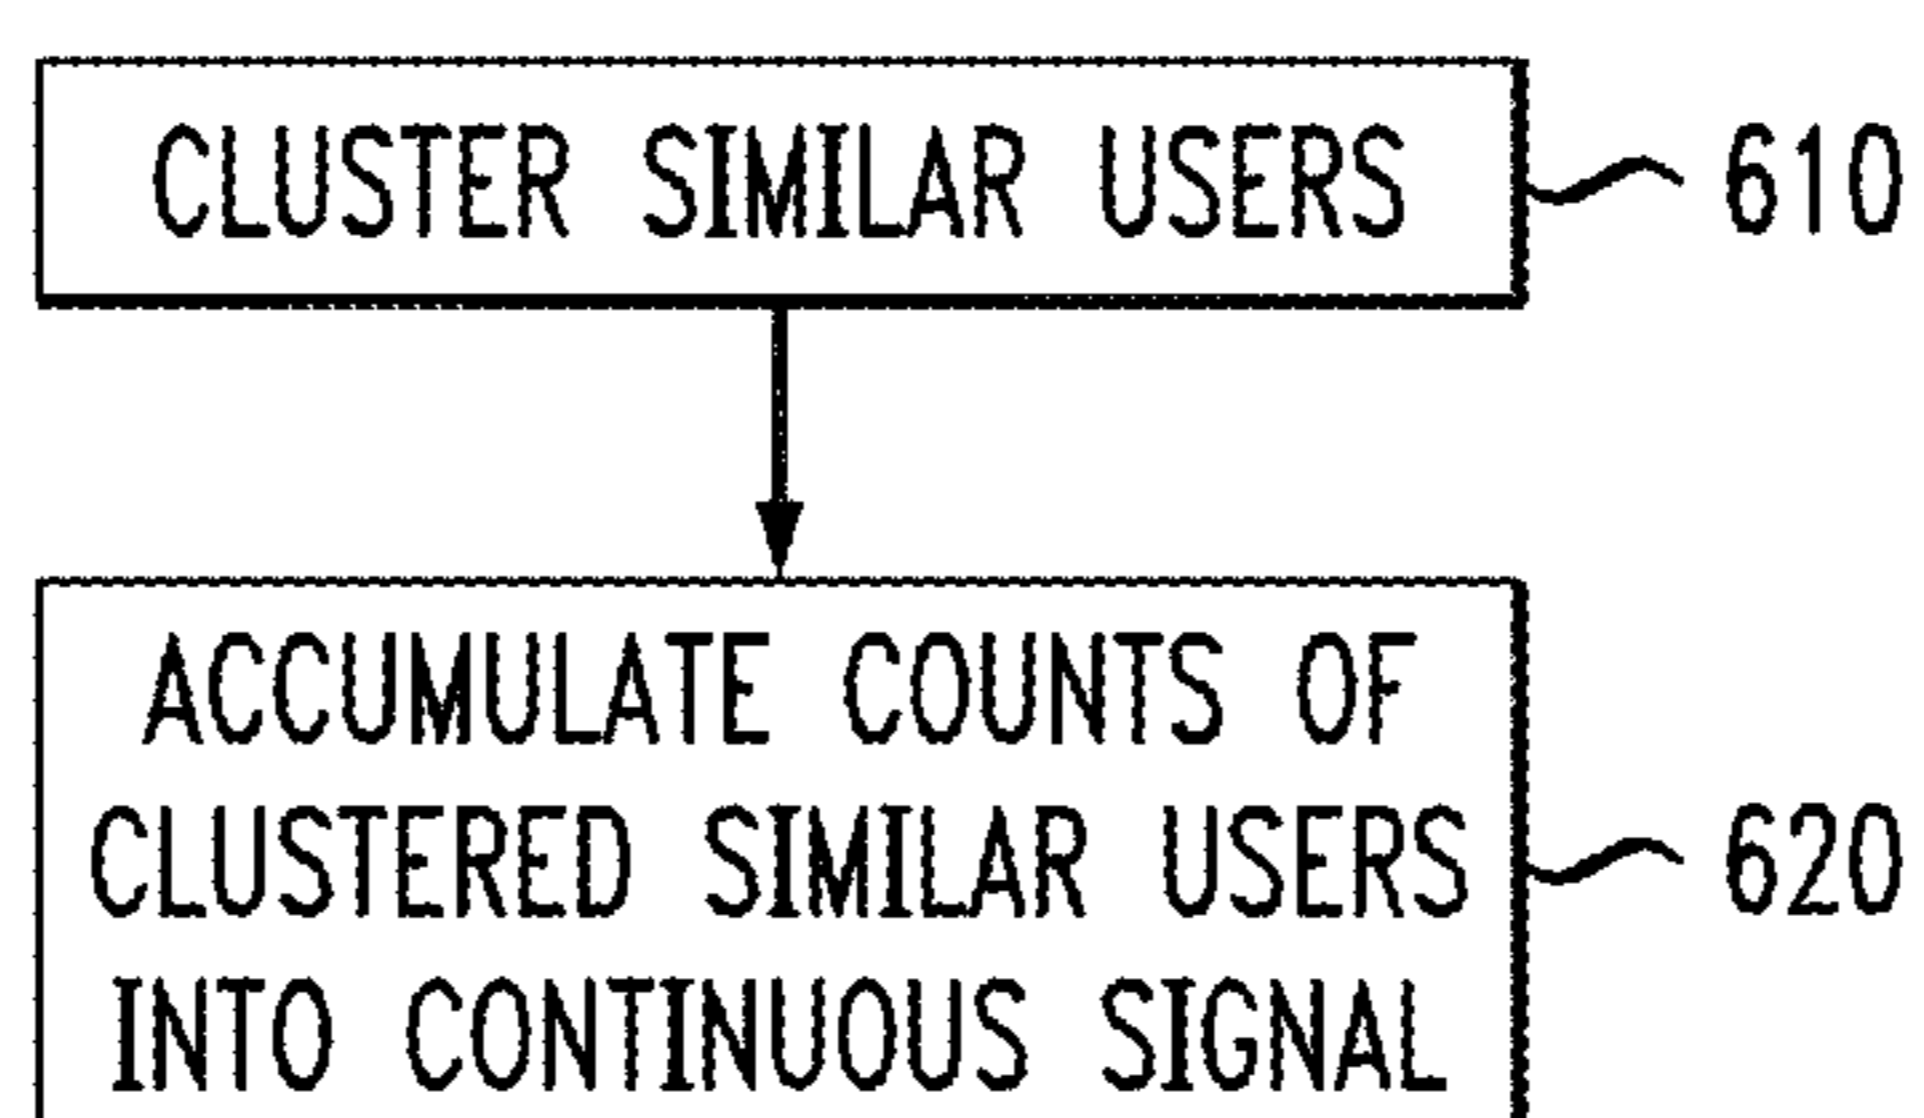 CLUSTER SIMILAR USERS
610
ACCUMULATE COUNTS OF
CLUSTERED SIMILAR USERS
INTO CONTINUOUS SIGNAL
620